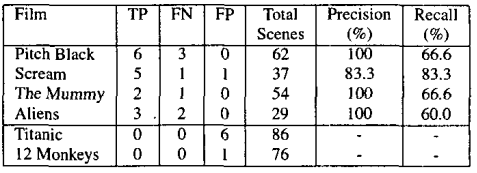 Film TP FN FP Total Precision Recall
Scenes (%) (%)
Pitch Black 6 3 0 62 100 66.6
Scream 5 1 1 37 83.3 83.3
The Mummy 2 1 0 54 100 66.6
Aliens 3 2 0 29 100 60.0
Titanic 0 0 6 86 - -
12 Monkeys 0 0 1 76 - -